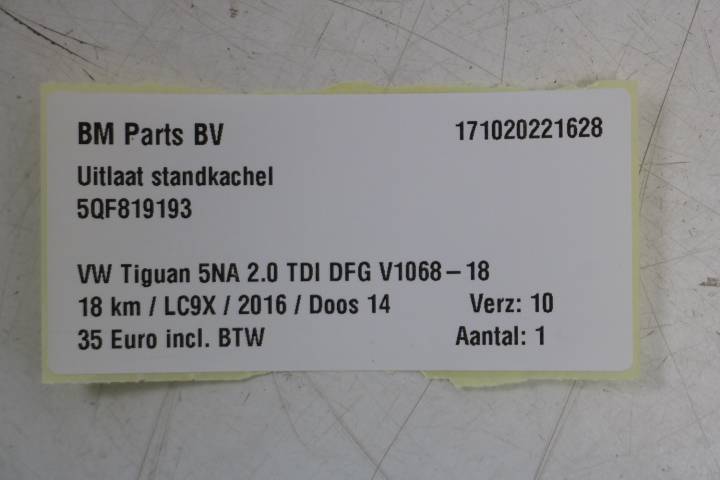 BM Parts BV 171020221628
Uitlaat standkachel
5QF819193
VW Tiguan 5NA 2.0 TDI DFG V1068-18
18 km / LC9X / 2016 / Doos 14 Verz: 10
35 Euro incl. BTW Aantal: 1